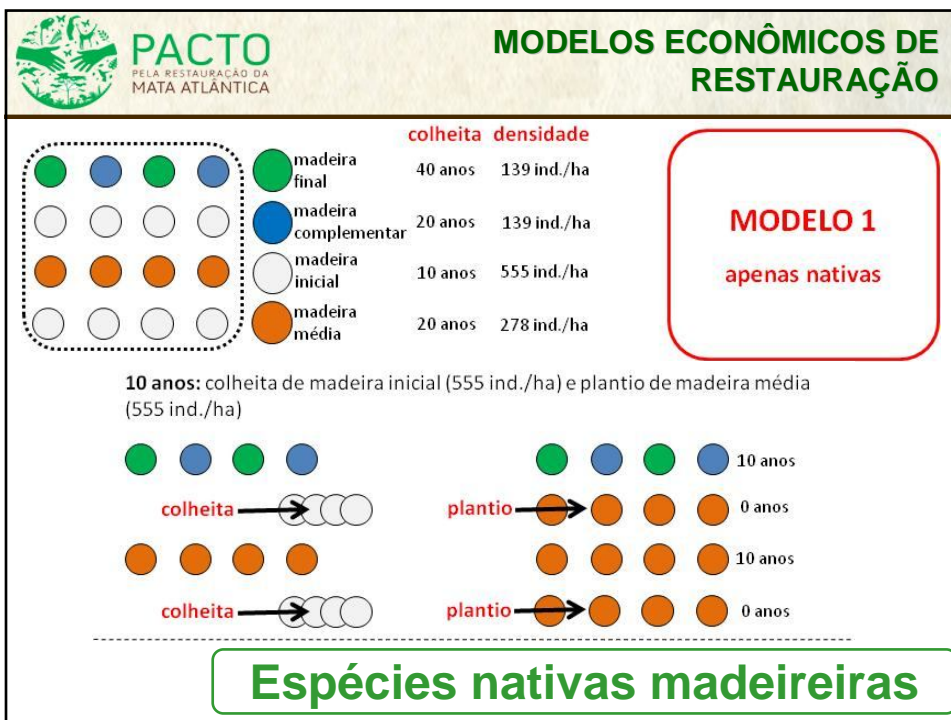 PACTO
PELA RESTAURAÇÃO DA
MATA ATLÂNTICA
MODELOS ECONÔMICOS DE
RESTAURAÇÃO
colheita densidade
madeira
final 40 anos 139 ind./ha
madeira
complementar 20 anos 139 ind./ha
madeira
inicial 10 anos 555 ind./ha
madeira
média 20 anos 278 ind./ha
MODELO 1
apenas nativas
10 anos: colheita de madeira inicial (555 ind./ha) e plantio de madeira média
(555 ind./ha)
10 anos
colheita plantio 0 anos
10 anos
colheita plantio 0 anos
Espécies nativas madeireiras